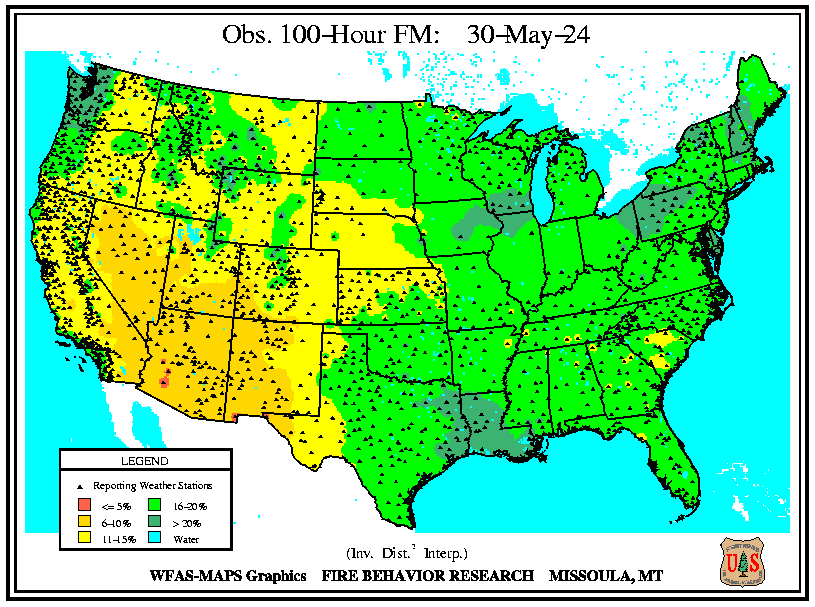 Obs. 100-Hour FM: 30-May-24
LEGEND
Reporting Weather Stations
<= 5%
16-20%
6-10%
> 20%
11-15%
Water
(Inv. Dist.² Interp.)
WFAS-MAPS Graphics FIRE BEHAVIOR RESEARCH MISSOULA, MT
U S